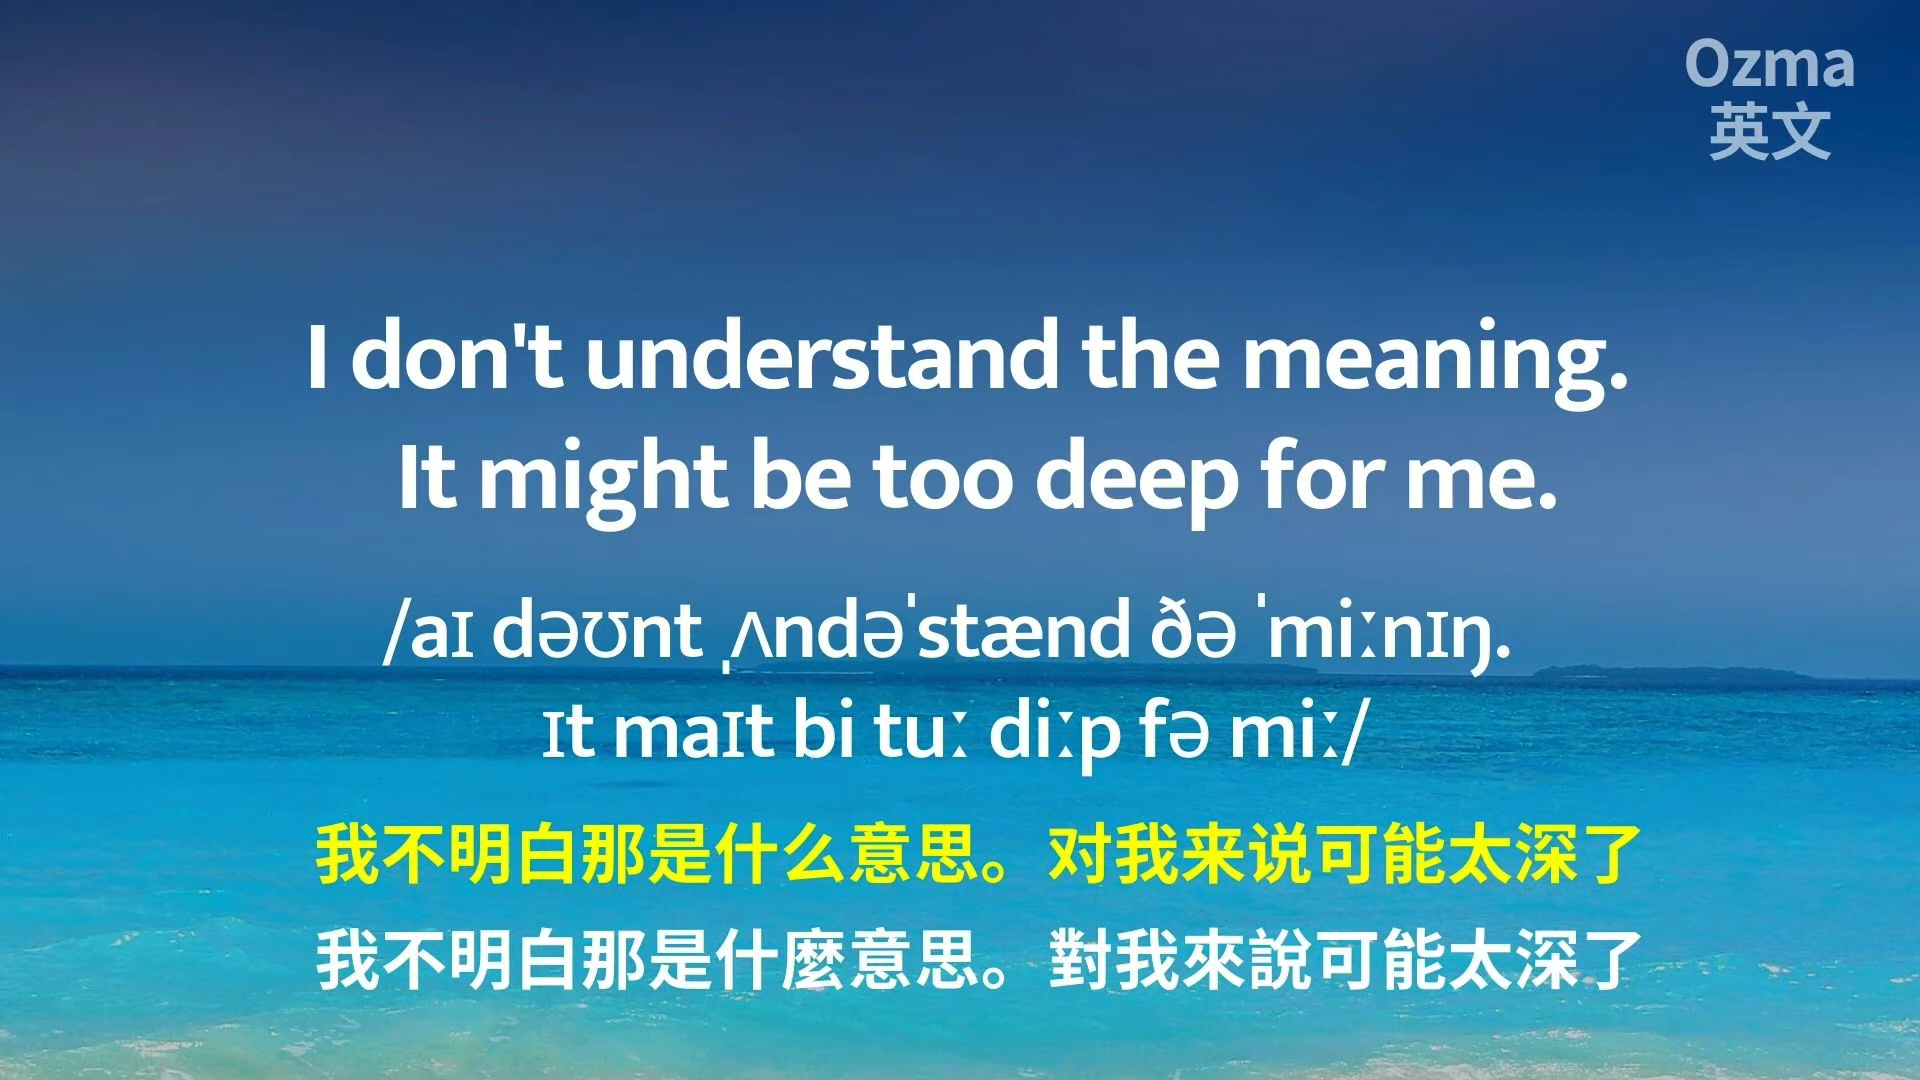 Ozma
英文
I don't understand the meaning.
It might be too deep for me.
/aɪ dəʊnt ˌʌndəˈstænd ðə ˈmiːnɪŋ.
ɪt maɪt bi tuː diːp fə miː/
我不明白那是什么意思。对我来说可能太深了
我不明白那是什麼意思。對我來說可能太深了